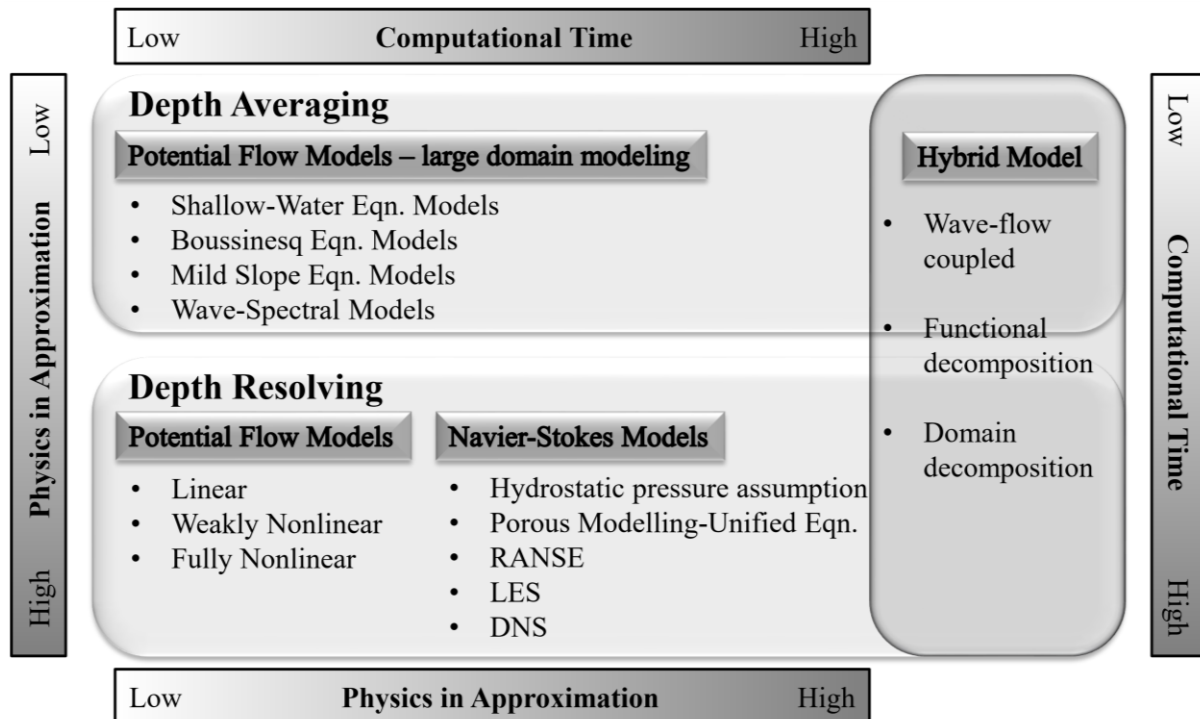 Low Computational Time High
Low Physics in Approximation High
Depth Averaging
Potential Flow Models – large domain modeling
• Shallow-Water Eqn. Models
• Boussinesq Eqn. Models
• Mild Slope Eqn. Models
• Wave-Spectral Models
Depth Resolving
Potential Flow Models
• Linear
• Weakly Nonlinear
• Fully Nonlinear
Navier-Stokes Models
• Hydrostatic pressure assumption
• Porous Modelling-Unified Eqn.
• RANSE
• LES
• DNS
Hybrid Model
• Wave-flow
coupled
• Functional
decomposition
• Domain
decomposition
Low Computational Time High
Low Physics in Approximation High